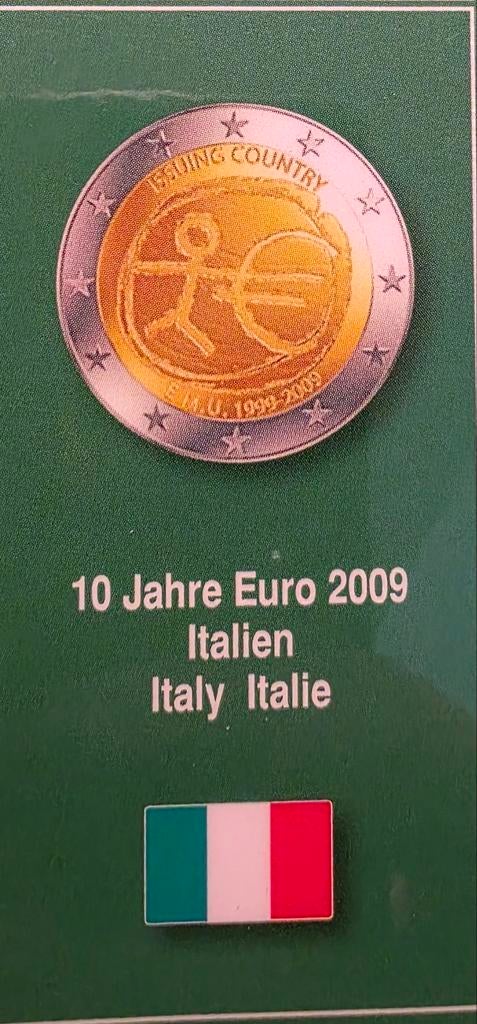 ISSUING COUNTRY
E.M.U. 1999-2009
10 Jahre Euro 2009
Italien
Italy Italie